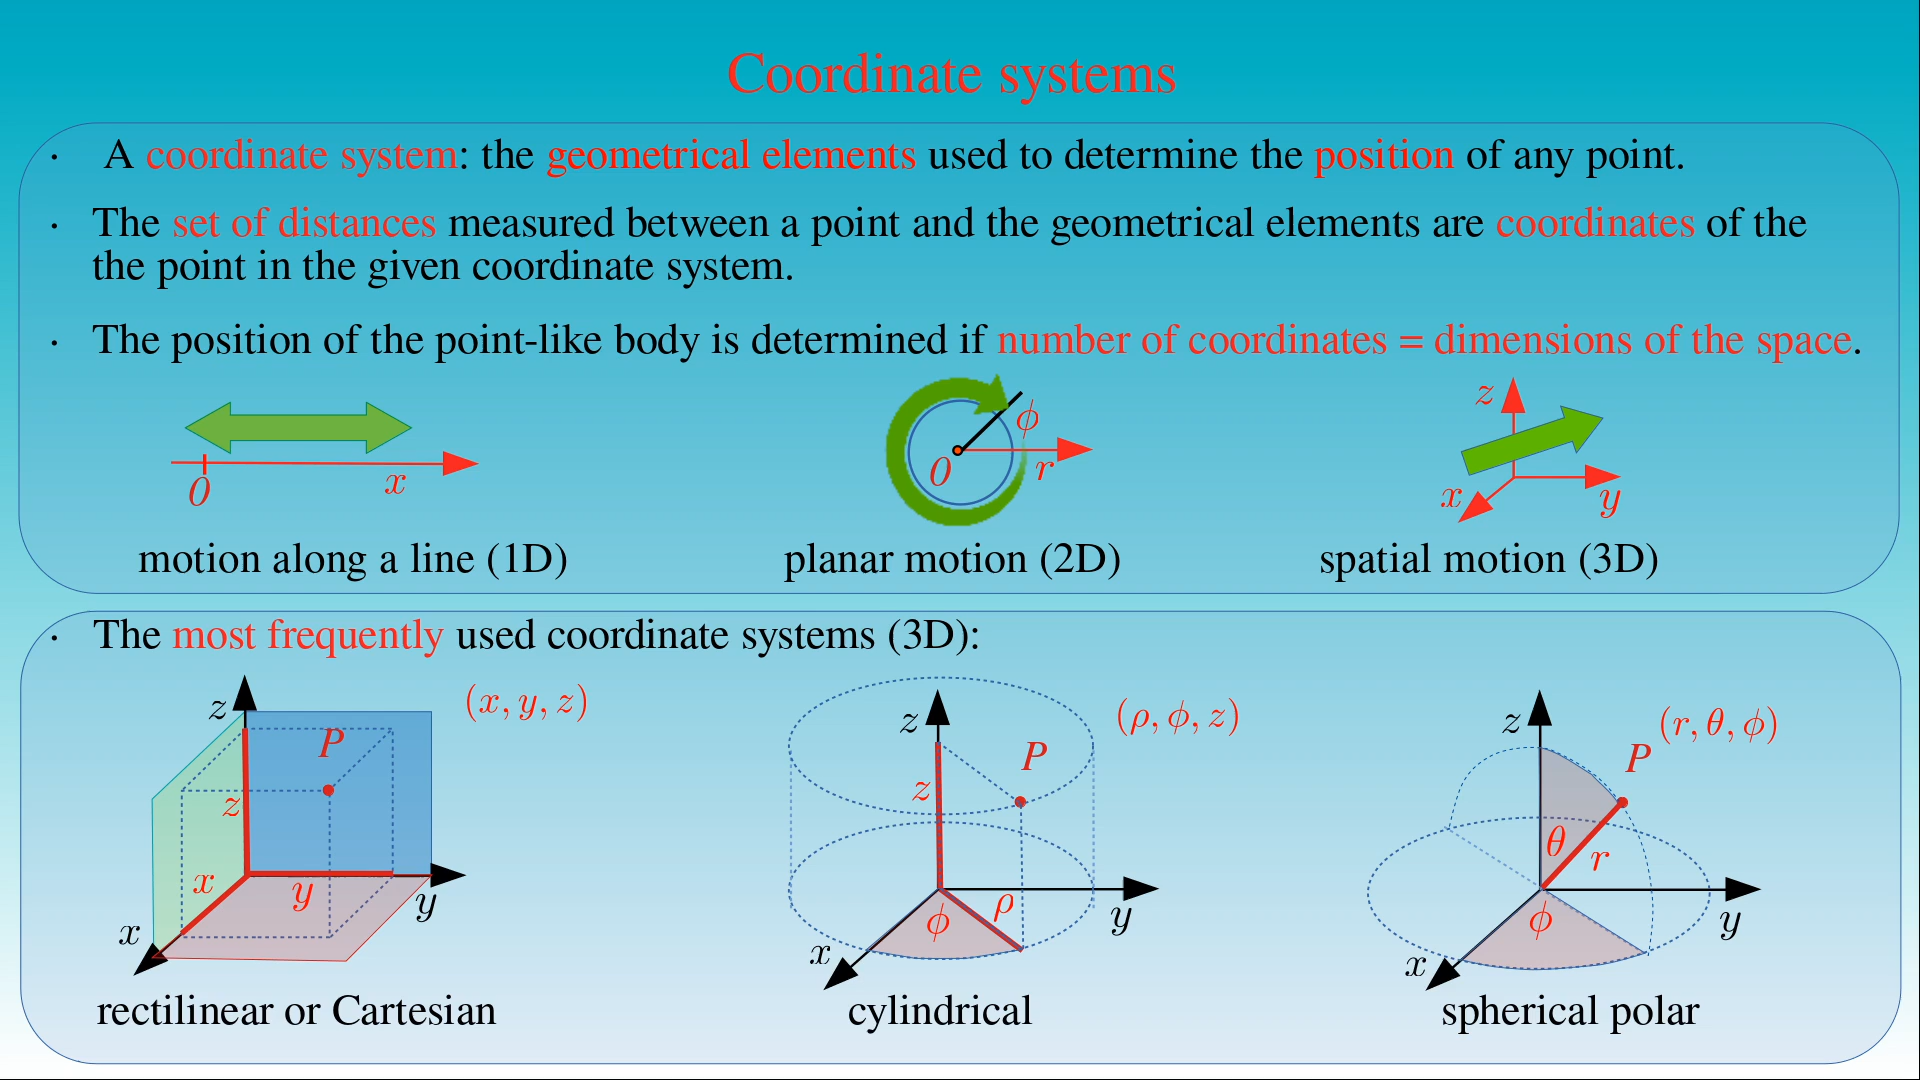 Coordinate systems
· A coordinate system: the geometrical elements used to determine the position of any point.
· The set of distances measured between a point and the geometrical elements are coordinates of the
the point in the given coordinate system.
· The position of the point-like body is determined if number of coordinates = dimensions of the space.
0 x
O ϕ r
z x y
motion along a line (1D) planar motion (2D) spatial motion (3D)
· The most frequently used coordinate systems (3D):
z (x, y, z) P z x y x y
z (ρ, ϕ, z) P z ϕ ρ x y
z (r, θ, ϕ) P θ r ϕ x y
rectilinear or Cartesian cylindrical spherical polar